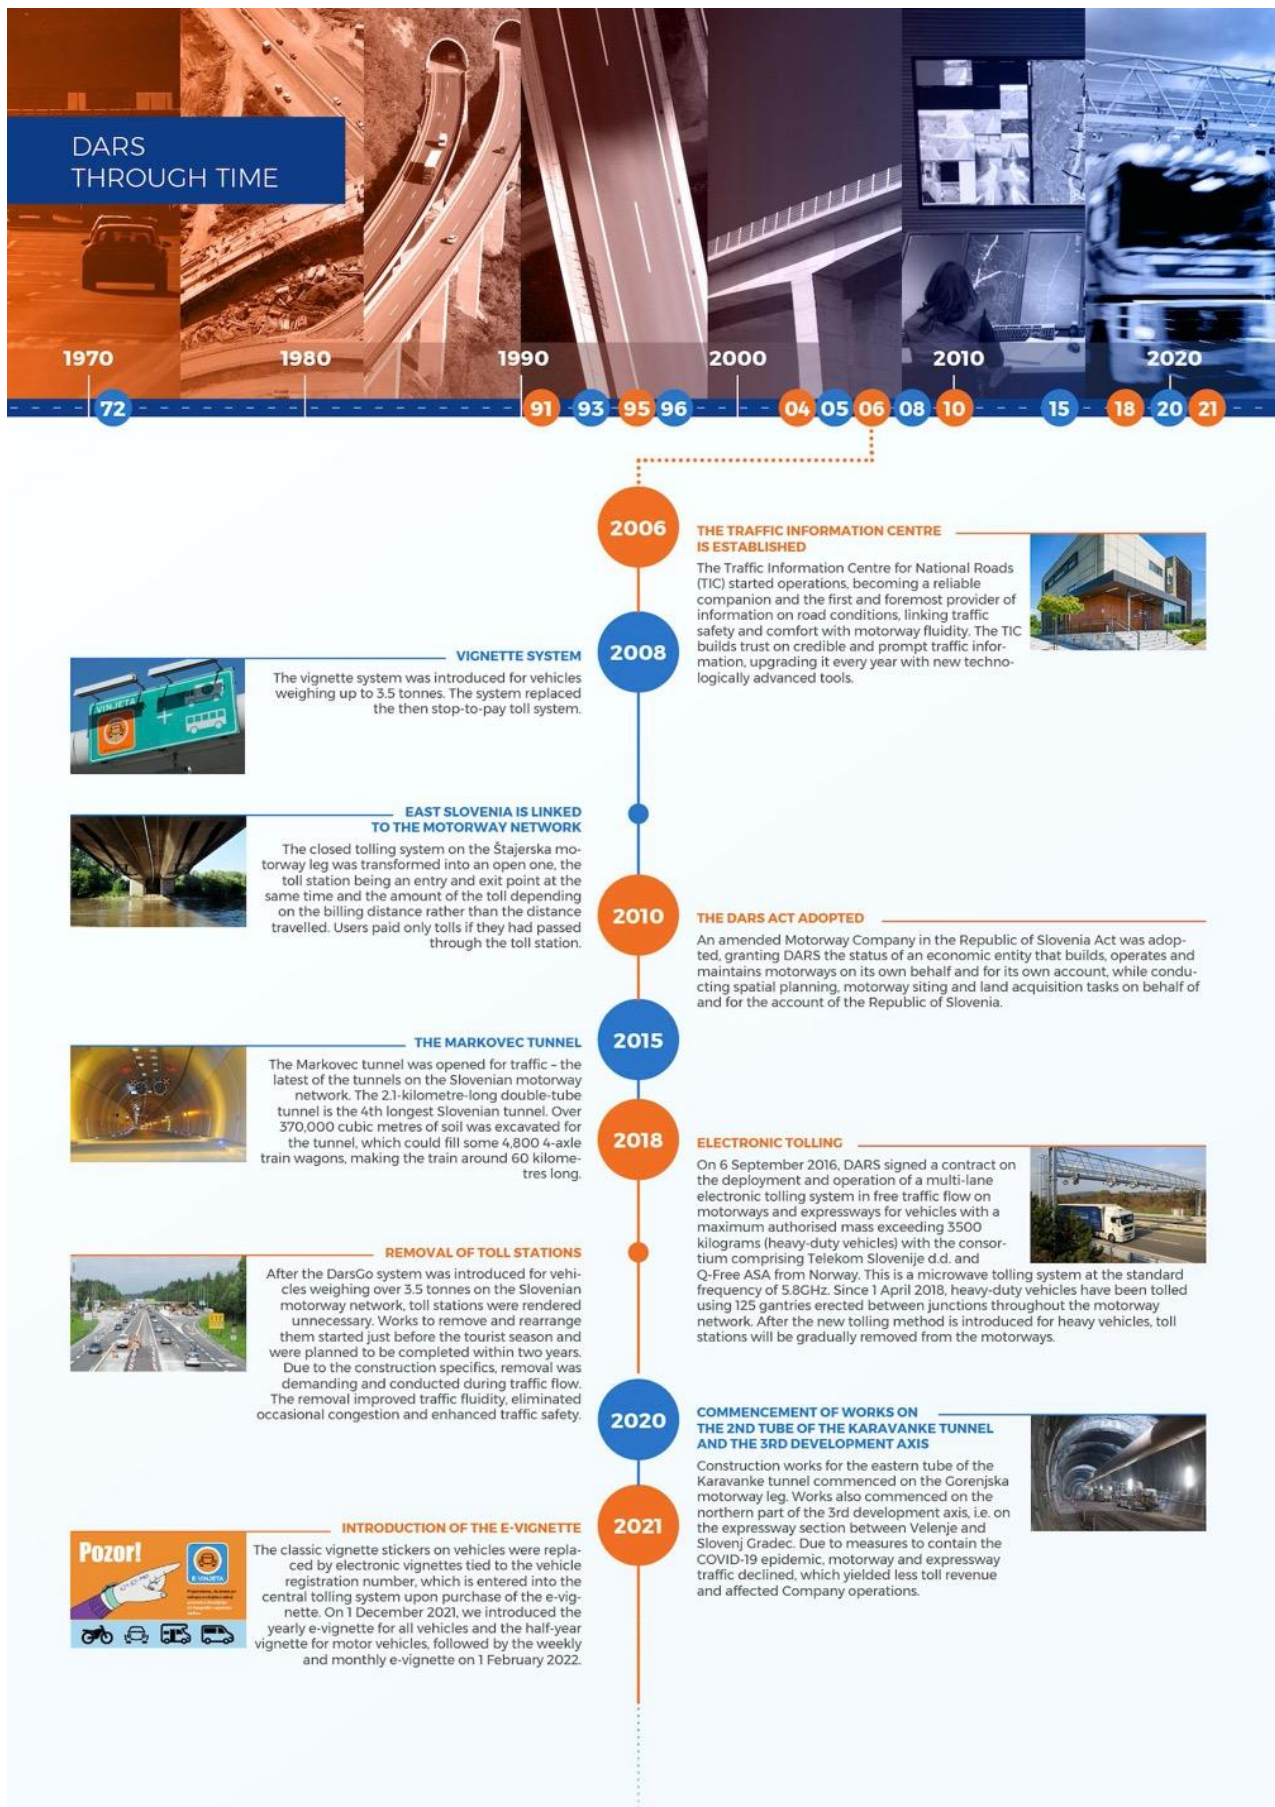 DARS
THROUGH TIME
1970
1980
1990
2000
2010
2020
72
91
93
95
96
04
05
06
08
10
15
18
20
21
2006
THE TRAFFIC INFORMATION CENTRE
IS ESTABLISHED
The Traffic Information Centre for National Roads
(TIC) started operations, becoming a reliable
companion and the first and foremost provider of
information on road conditions, linking traffic
safety and comfort with motorway fluidity. The TIC
builds trust on credible and prompt traffic infor-
mation, upgrading it every year with new techno-
logically advanced tools.
2008
VIGNETTE SYSTEM
The vignette system was introduced for vehicles
weighing up to 3.5 tonnes. The system replaced
the then stop-to-pay toll system.
VINJETA
EAST SLOVENIA IS LINKED
TO THE MOTORWAY NETWORK
The closed tolling system on the Štajerska mo-
torway leg was transformed into an open one, the
toll station being an entry and exit point at the
same time and the amount of the toll depending
on the billing distance rather than the distance
travelled. Users paid only tolls if they had passed
through the toll station.
2010
THE DARS ACT ADOPTED
An amended Motorway Company in the Republic of Slovenia Act was adop-
ted, granting DARS the status of an economic entity that builds, operates and
maintains motorways on its own behalf and for its own account, while condu-
cting spatial planning, motorway siting and land acquisition tasks on behalf of
and for the account of the Republic of Slovenia.
2015
THE MARKOVEC TUNNEL
The Markovec tunnel was opened for traffic – the
latest of the tunnels on the Slovenian motorway
network. The 2.1-kilometre-long double-tube
tunnel is the 4th longest Slovenian tunnel. Over
370,000 cubic metres of soil was excavated for
the tunnel, which could fill some 4,800 4-axle
train wagons, making the train around 60 kilome-
tres long.
2018
ELECTRONIC TOLLING
On 6 September 2016, DARS signed a contract on
the deployment and operation of a multi-lane
electronic tolling system in free traffic flow on
motorways and expressways for vehicles with a
maximum authorised mass exceeding 3500
kilograms (heavy-duty vehicles) with the consor-
tium comprising Telekom Slovenije d.d. and
Q-Free ASA from Norway. This is a microwave tolling system at the standard
frequency of 5.8GHz. Since 1 April 2018, heavy-duty vehicles have been tolled
using 125 gantries erected between junctions throughout the motorway
network. After the new tolling method is introduced for heavy vehicles, toll
stations will be gradually removed from the motorways.
REMOVAL OF TOLL STATIONS
After the DarsGo system was introduced for vehi-
cles weighing over 3.5 tonnes on the Slovenian
motorway network, toll stations were rendered
unnecessary. Works to remove and rearrange
them started just before the tourist season and
were planned to be completed within two years.
Due to the construction specifics, removal was
demanding and conducted during traffic flow.
The removal improved traffic fluidity, eliminated
occasional congestion and enhanced traffic safety.
2020
COMMENCEMENT OF WORKS ON
THE 2ND TUBE OF THE KARAVANKE TUNNEL
AND THE 3RD DEVELOPMENT AXIS
Construction works for the eastern tube of the
Karavanke tunnel commenced on the Gorenjska
motorway leg. Works also commenced on the
northern part of the 3rd development axis, i.e. on
the expressway section between Velenje and
Slovenj Gradec. Due to measures to contain the
COVID-19 epidemic, motorway and expressway
traffic declined, which yielded less toll revenue
and affected Company operations.
2021
INTRODUCTION OF THE E-VIGNETTE
The classic vignette stickers on vehicles were repla-
ced by electronic vignettes tied to the vehicle
registration number, which is entered into the
central tolling system upon purchase of the e-vig-
nette. On 1 December 2021, we introduced the
yearly e-vignette for all vehicles and the half-year
vignette for motor vehicles, followed by the weekly
and monthly e-vignette on 1 February 2022.
Pozor!
E-VINJETA